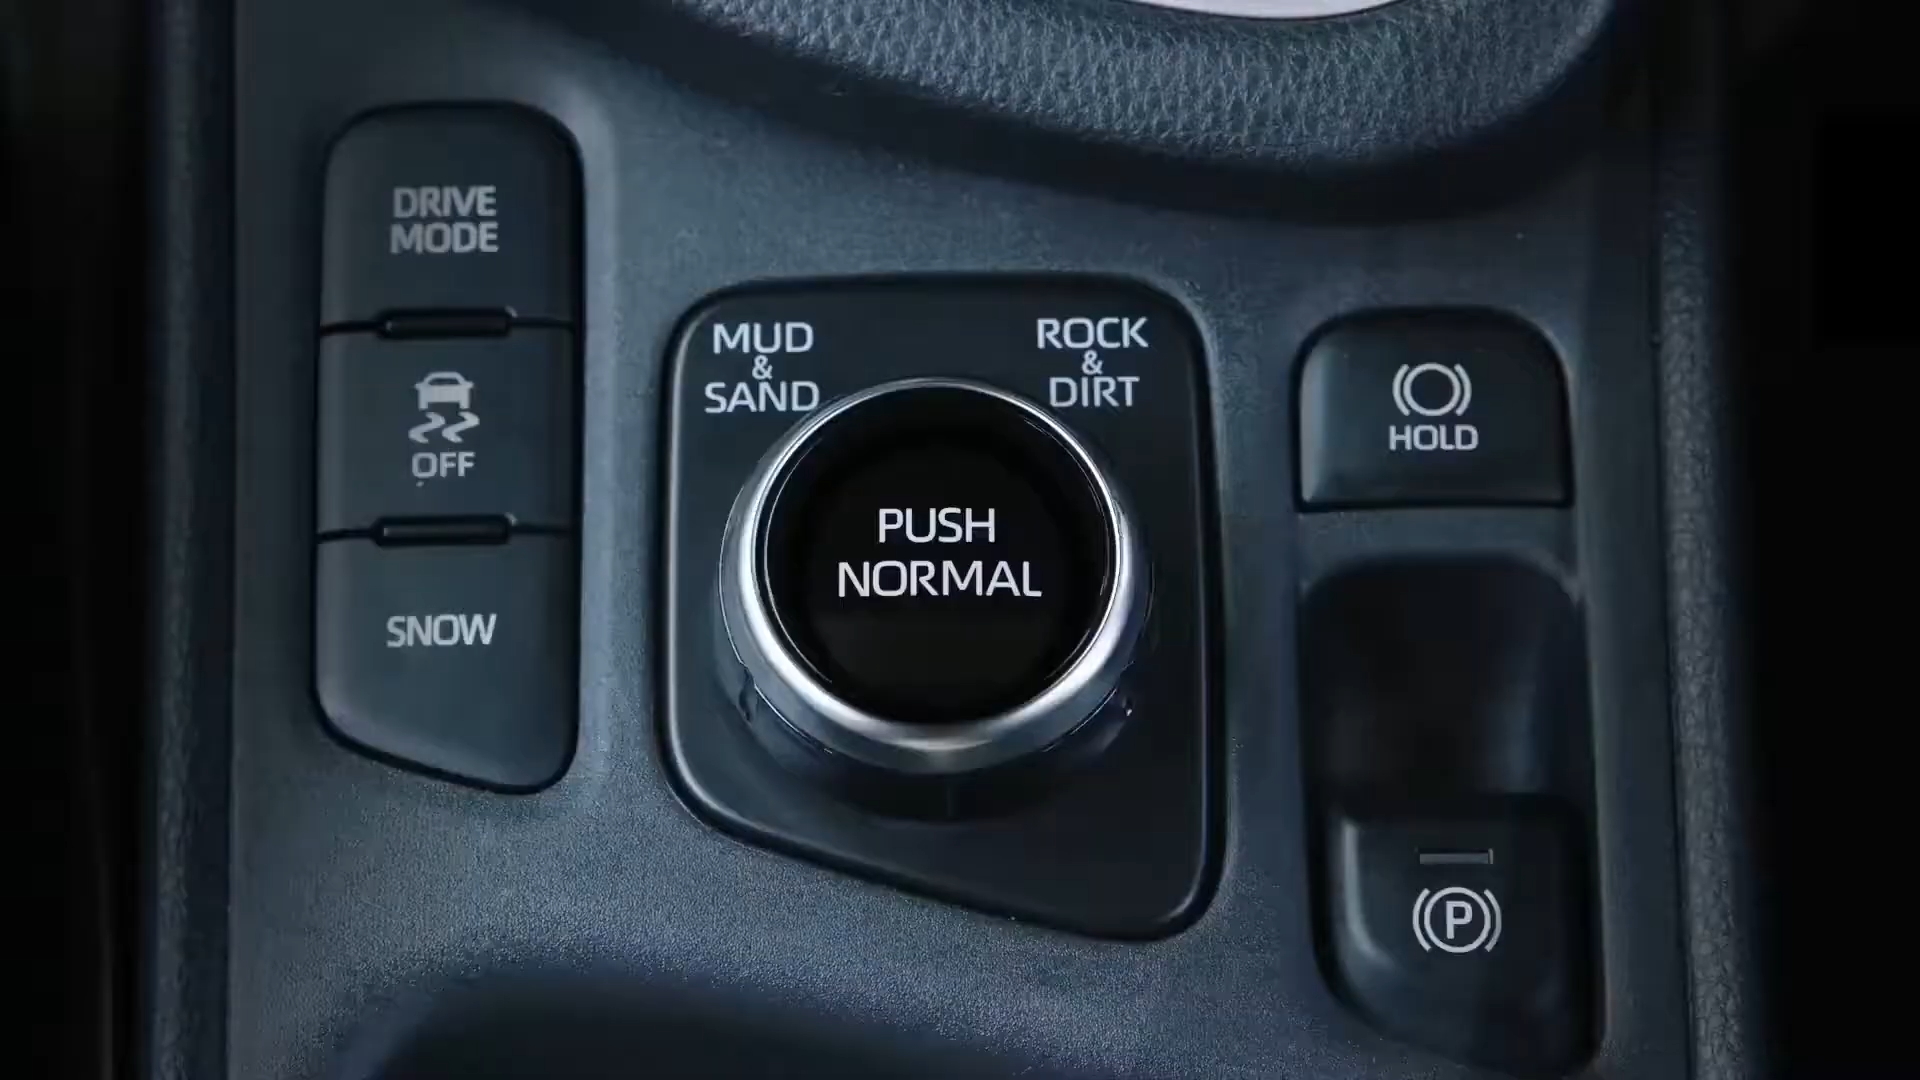 DRIVE
MODE
OFF
SNOW
MUD
&
SAND
ROCK
&
DIRT
PUSH
NORMAL
HOLD
P